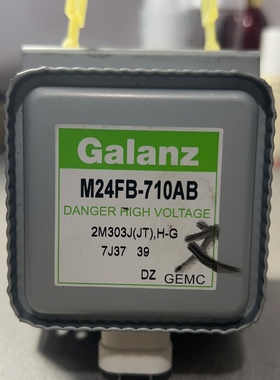 Galanz
M24FB-710AB
DANGER HIGH VOLTAGE
2M303J(JT),H-G
7J37 39
DZ GEMC